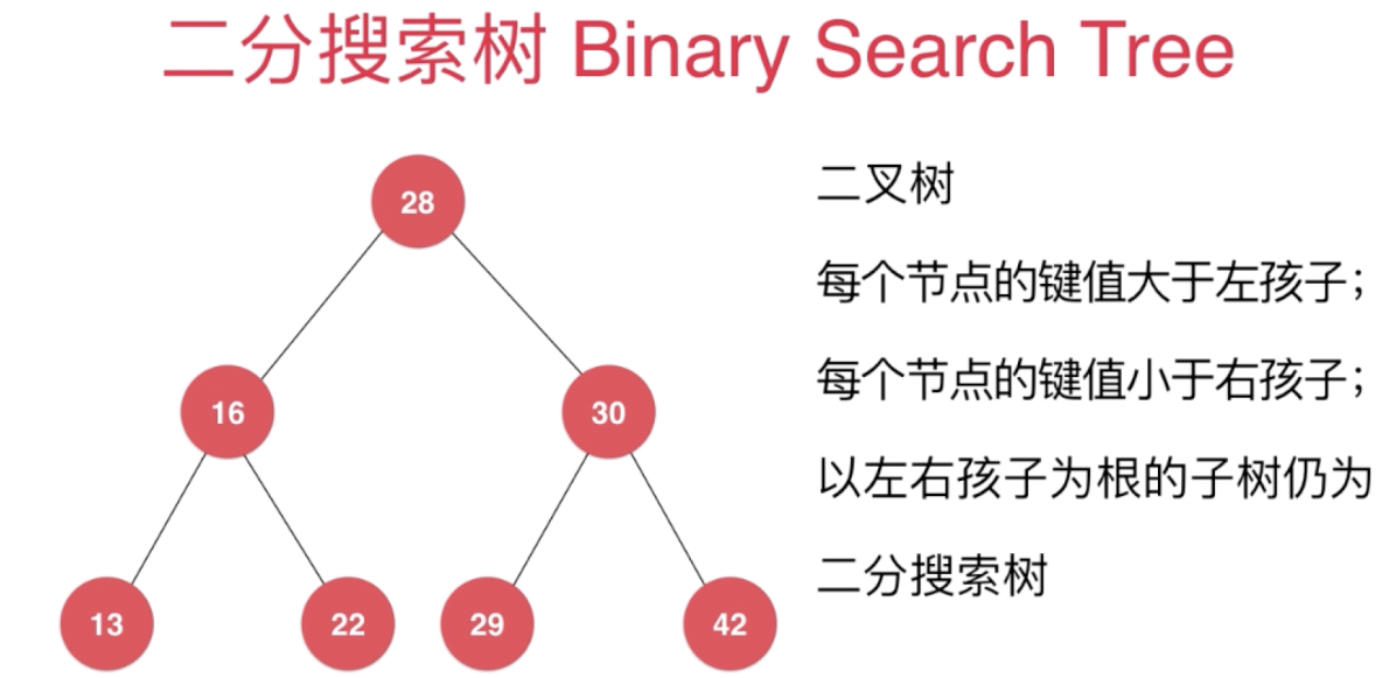 二分搜索树 Binary Search Tree
28
二叉树
每个节点的键值大于左孩子；
每个节点的键值小于右孩子；
16
30
以左右孩子为根的子树仍为
二分搜索树
13
22
29
42